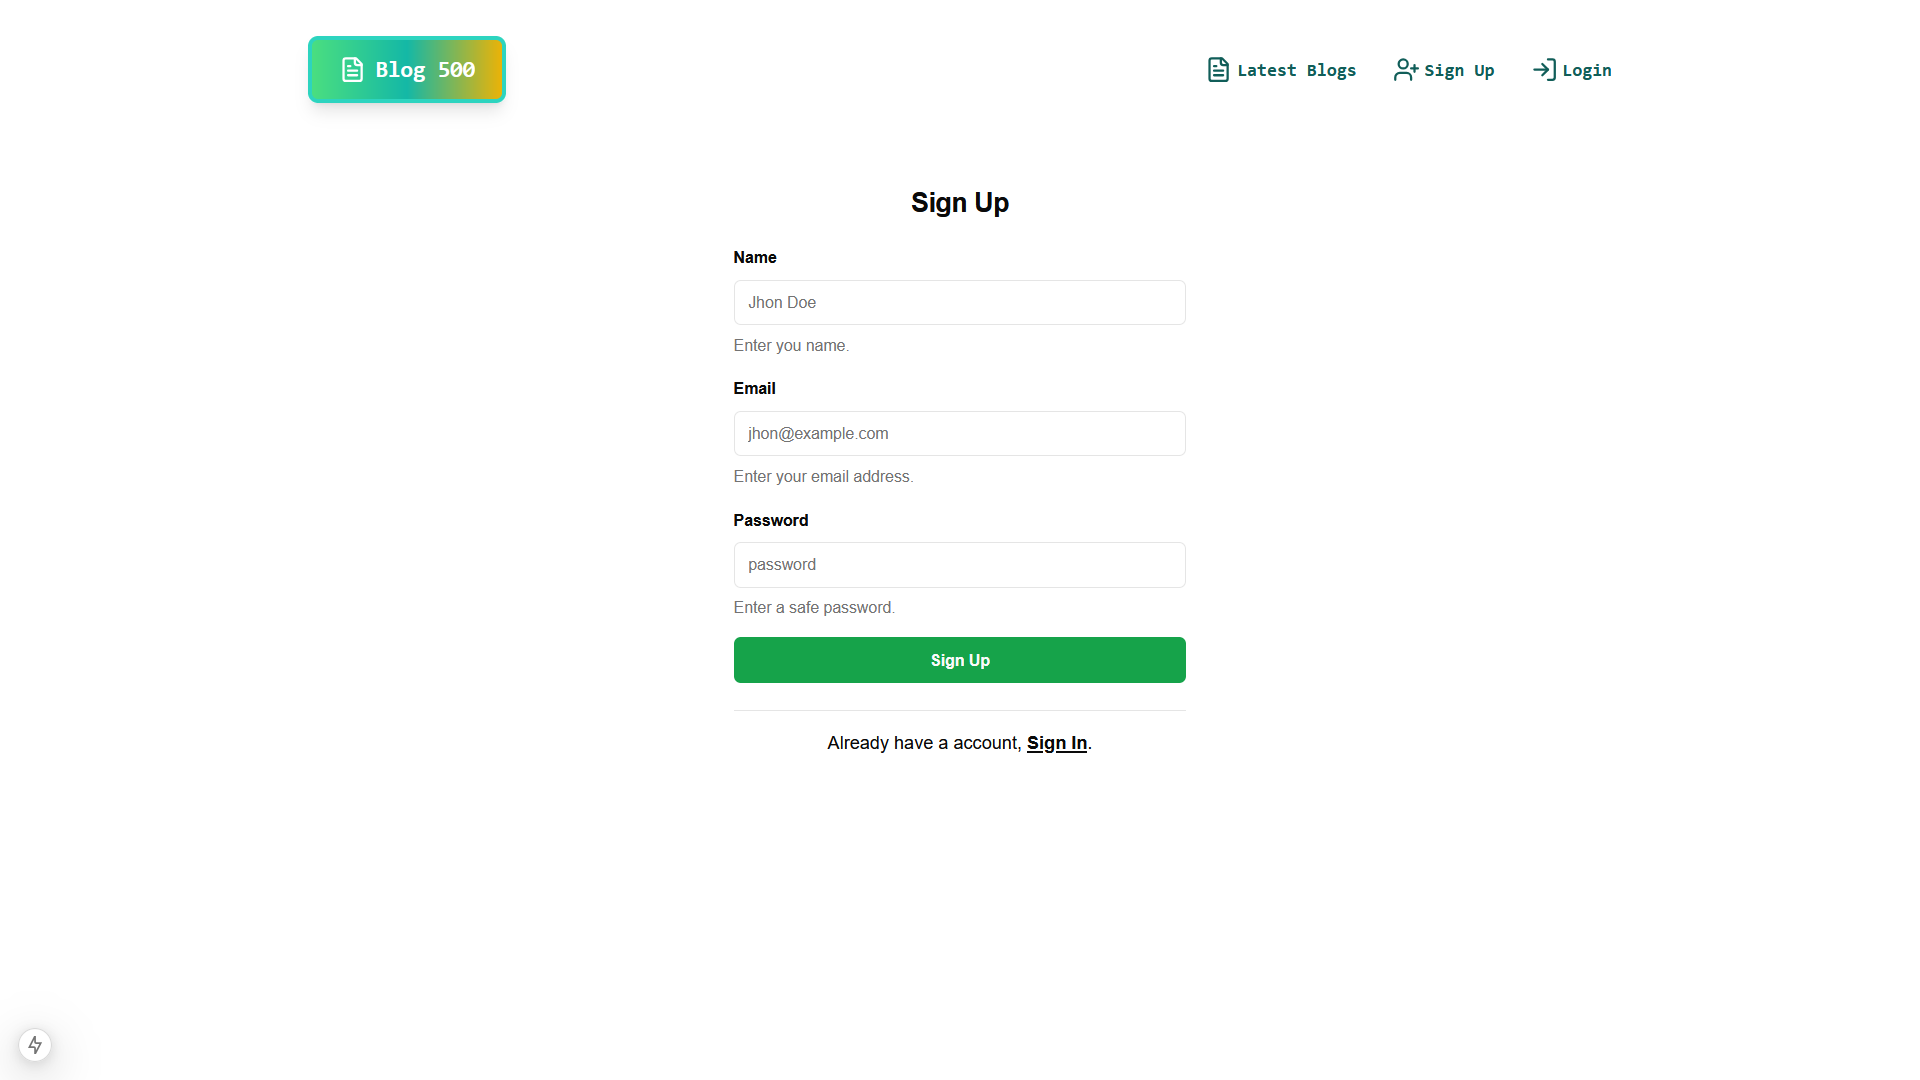 Blog 500
Latest Blogs
Sign Up
Login
Sign Up
Name
Jhon Doe
Enter you name.
Email
jhon@example.com
Enter your email address.
Password
password
Enter a safe password.
Sign Up
Already have a account, Sign In.